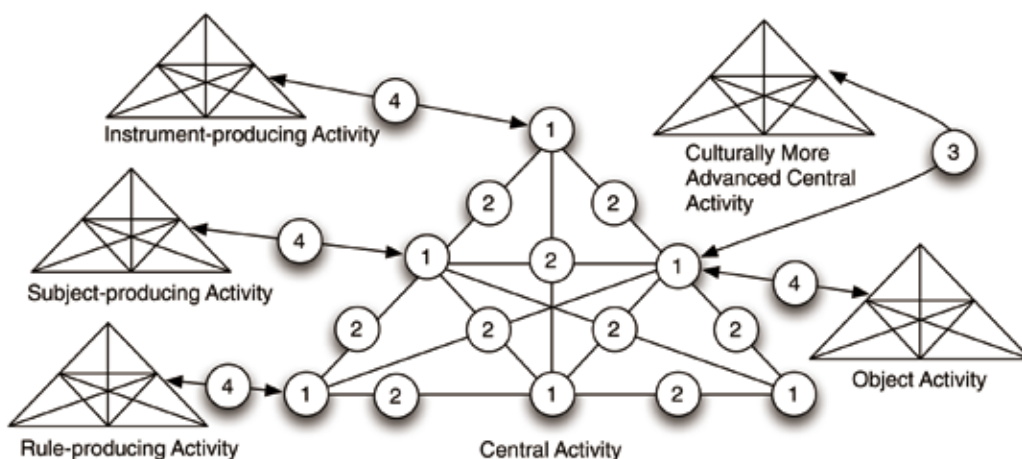 4
Instrument-producing Activity
1
3
Culturally More
Advanced Central
Activity
2 2
4
1 2 1
Subject-producing Activity
4
2 2 2 2
Object Activity
4
1 2 1 2 1
Rule-producing Activity
Central Activity